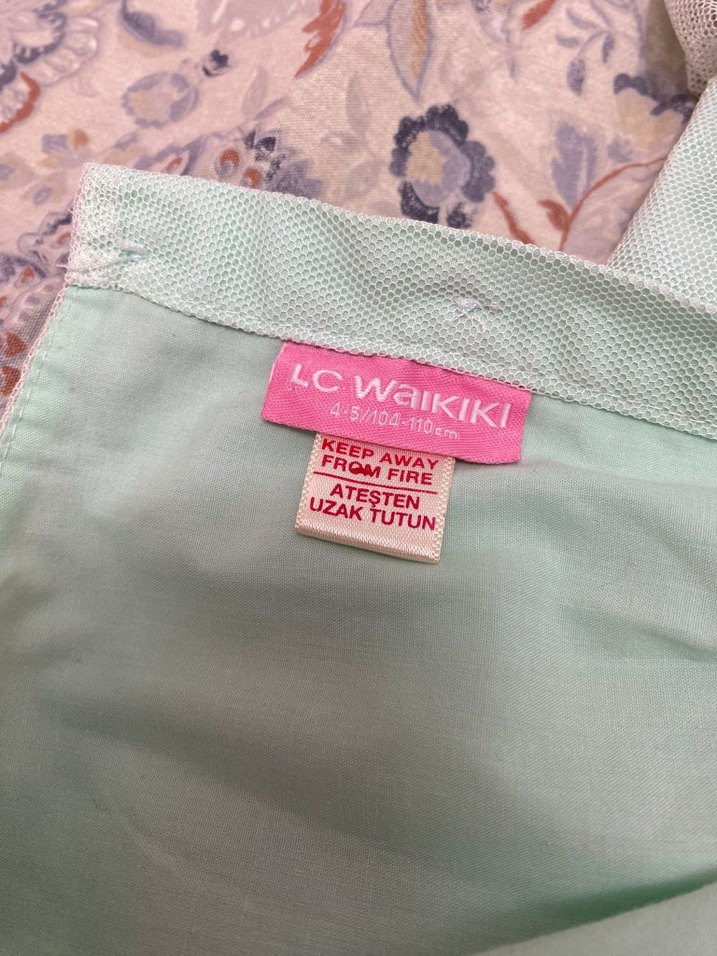 LC WAIKIKI
4-5/104-110cm
KEEP AWAY
FROM FIRE
ATEŞTEN
UZAK TUTUN